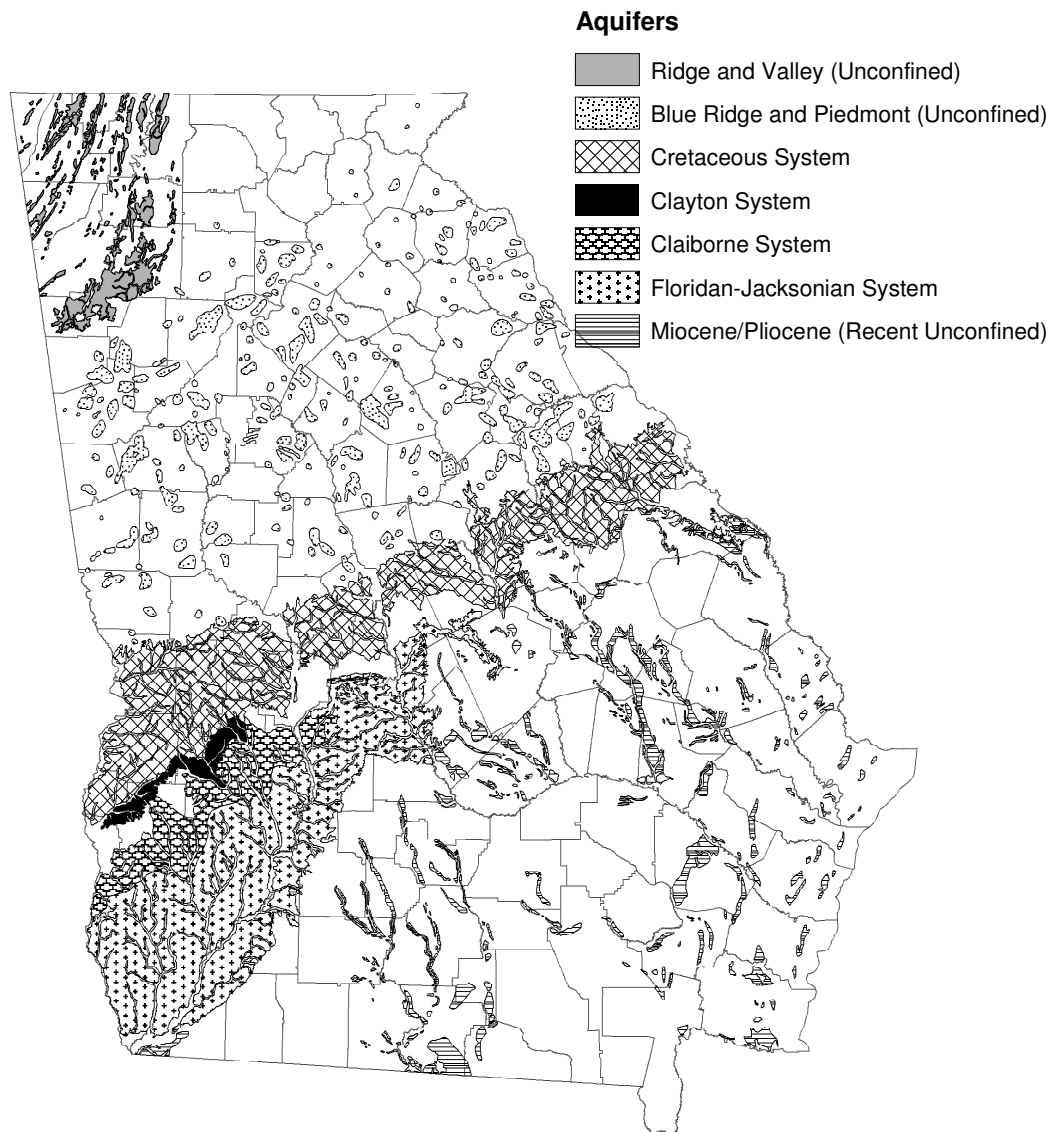 Aquifers
Ridge and Valley (Unconfined)
Blue Ridge and Piedmont (Unconfined)
Cretaceous System
Clayton System
Claiborne System
Floridan-Jacksonian System
Miocene/Pliocene (Recent Unconfined)